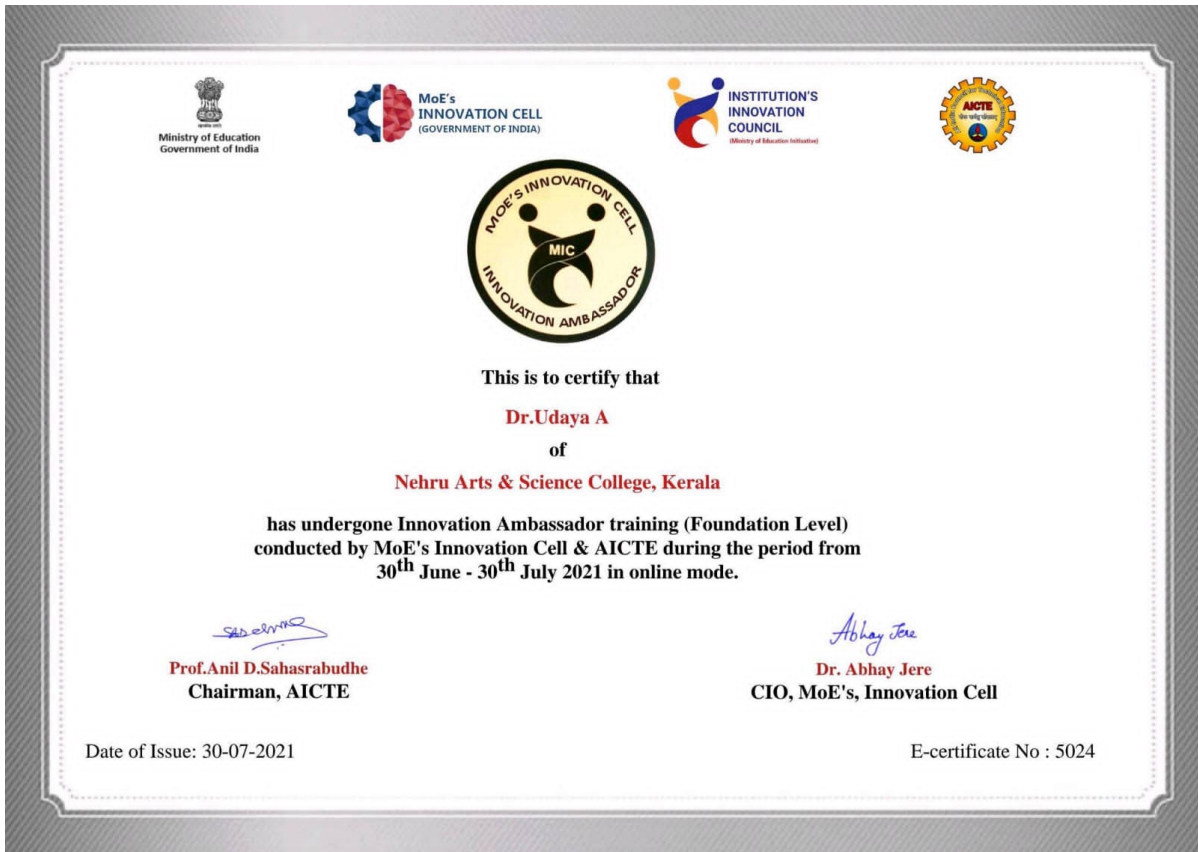 Ministry of Education
Government of India
MoE's
INNOVATION CELL
(GOVERNMENT OF INDIA)
INSTITUTION'S
INNOVATION
COUNCIL
(Ministry of Education Initiative)
AICTE
MOE'S INNOVATION CELL
MIC
INNOVATION AMBASSADOR
This is to certify that
Dr.Udaya A
of
Nehru Arts & Science College, Kerala
has undergone Innovation Ambassador training (Foundation Level)
conducted by MoE's Innovation Cell & AICTE during the period from
30th June - 30th July 2021 in online mode.
Abhay Jere
Prof.Anil D.Sahasrabudhe
Chairman, AICTE
Dr. Abhay Jere
CIO, MoE's, Innovation Cell
Date of Issue: 30-07-2021
E-certificate No : 5024